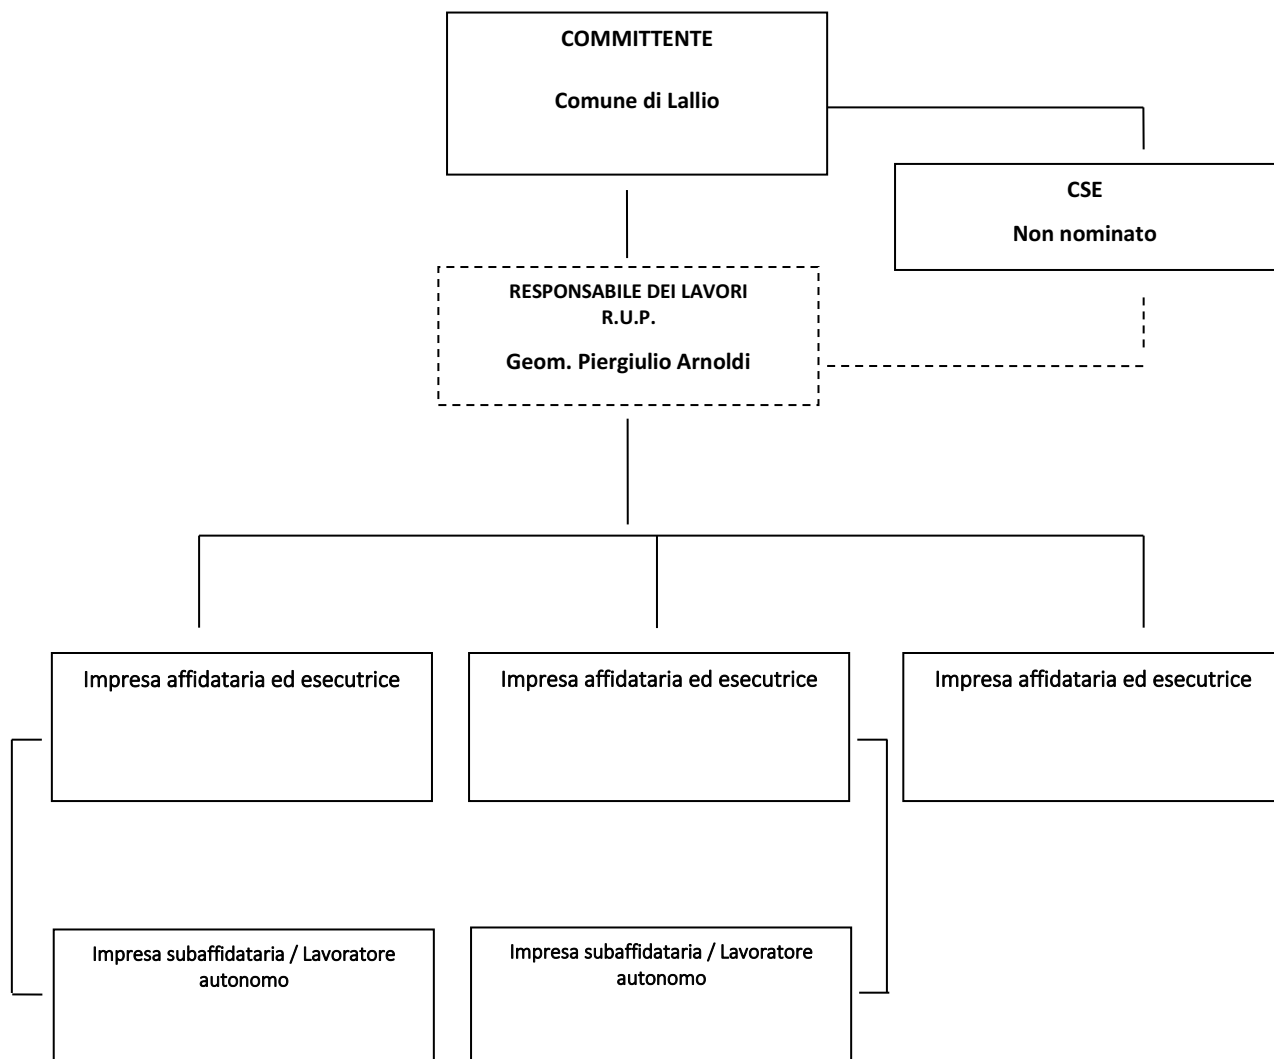 COMMITTENTE
Comune di Lallio
CSE
Non nominato
RESPONSABILE DEI LAVORI
R.U.P.
Geom. Piergiulio Arnoldi
Impresa affidataria ed esecutrice
Impresa affidataria ed esecutrice
Impresa affidataria ed esecutrice
Impresa subaffidataria / Lavoratore
autonomo
Impresa subaffidataria / Lavoratore
autonomo